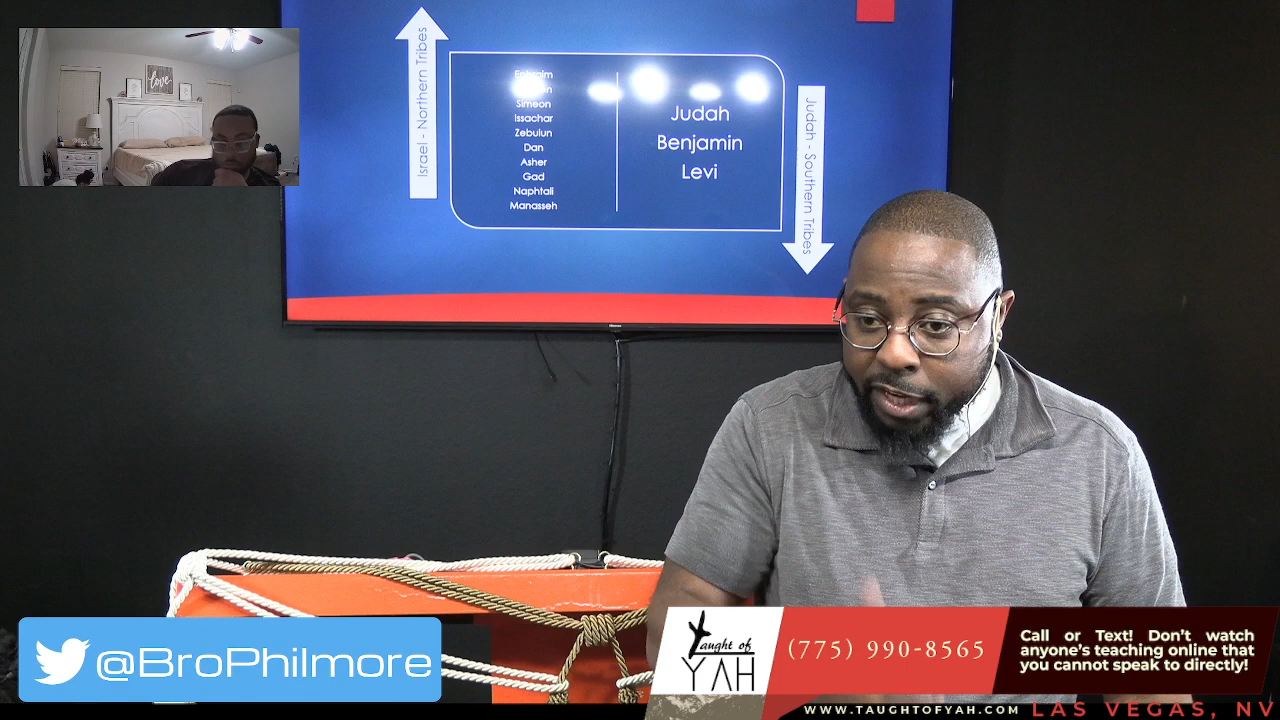 love
Israel - Northern Tribes
Ephraim
Simeon
Issachar
Zebulun
Dan
Asher
Gad
Naphtali
Manasseh
Judah
Benjamin
Levi
Judah - Southern Tribes
@BroPhilmore
Taught of
YAH
(775) 990-8565
Call or Text! Don't watch
anyone's teaching online that
you cannot speak to directly!
WWW.TAUGHTOFYAH.COM
LAS VEGAS, NV